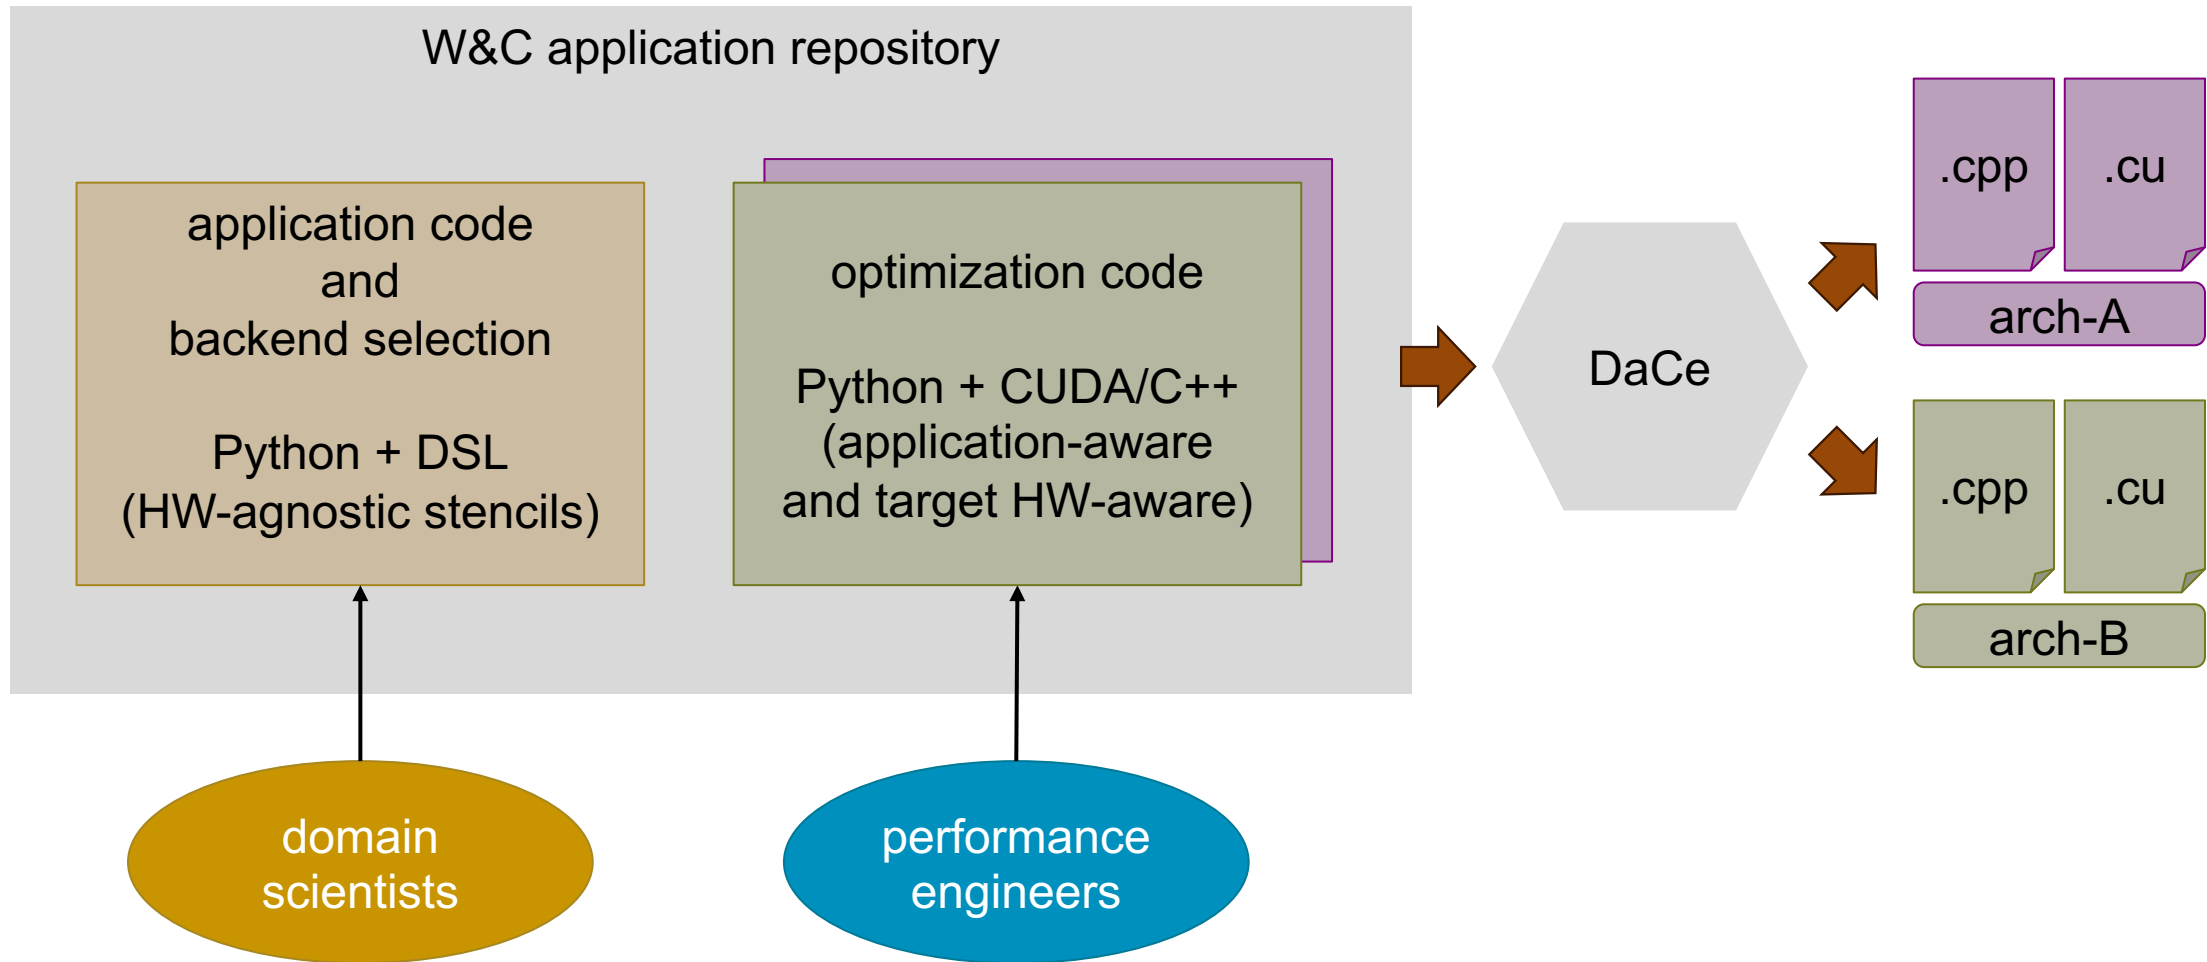 W&C application repository
application code
and
backend selection
Python + DSL
(HW-agnostic stencils)
optimization code
Python + CUDA/C++
(application-aware
and target HW-aware)
DaCe
.cpp
.cu
arch-A
.cpp
.cu
arch-B
domain
scientists
performance
engineers